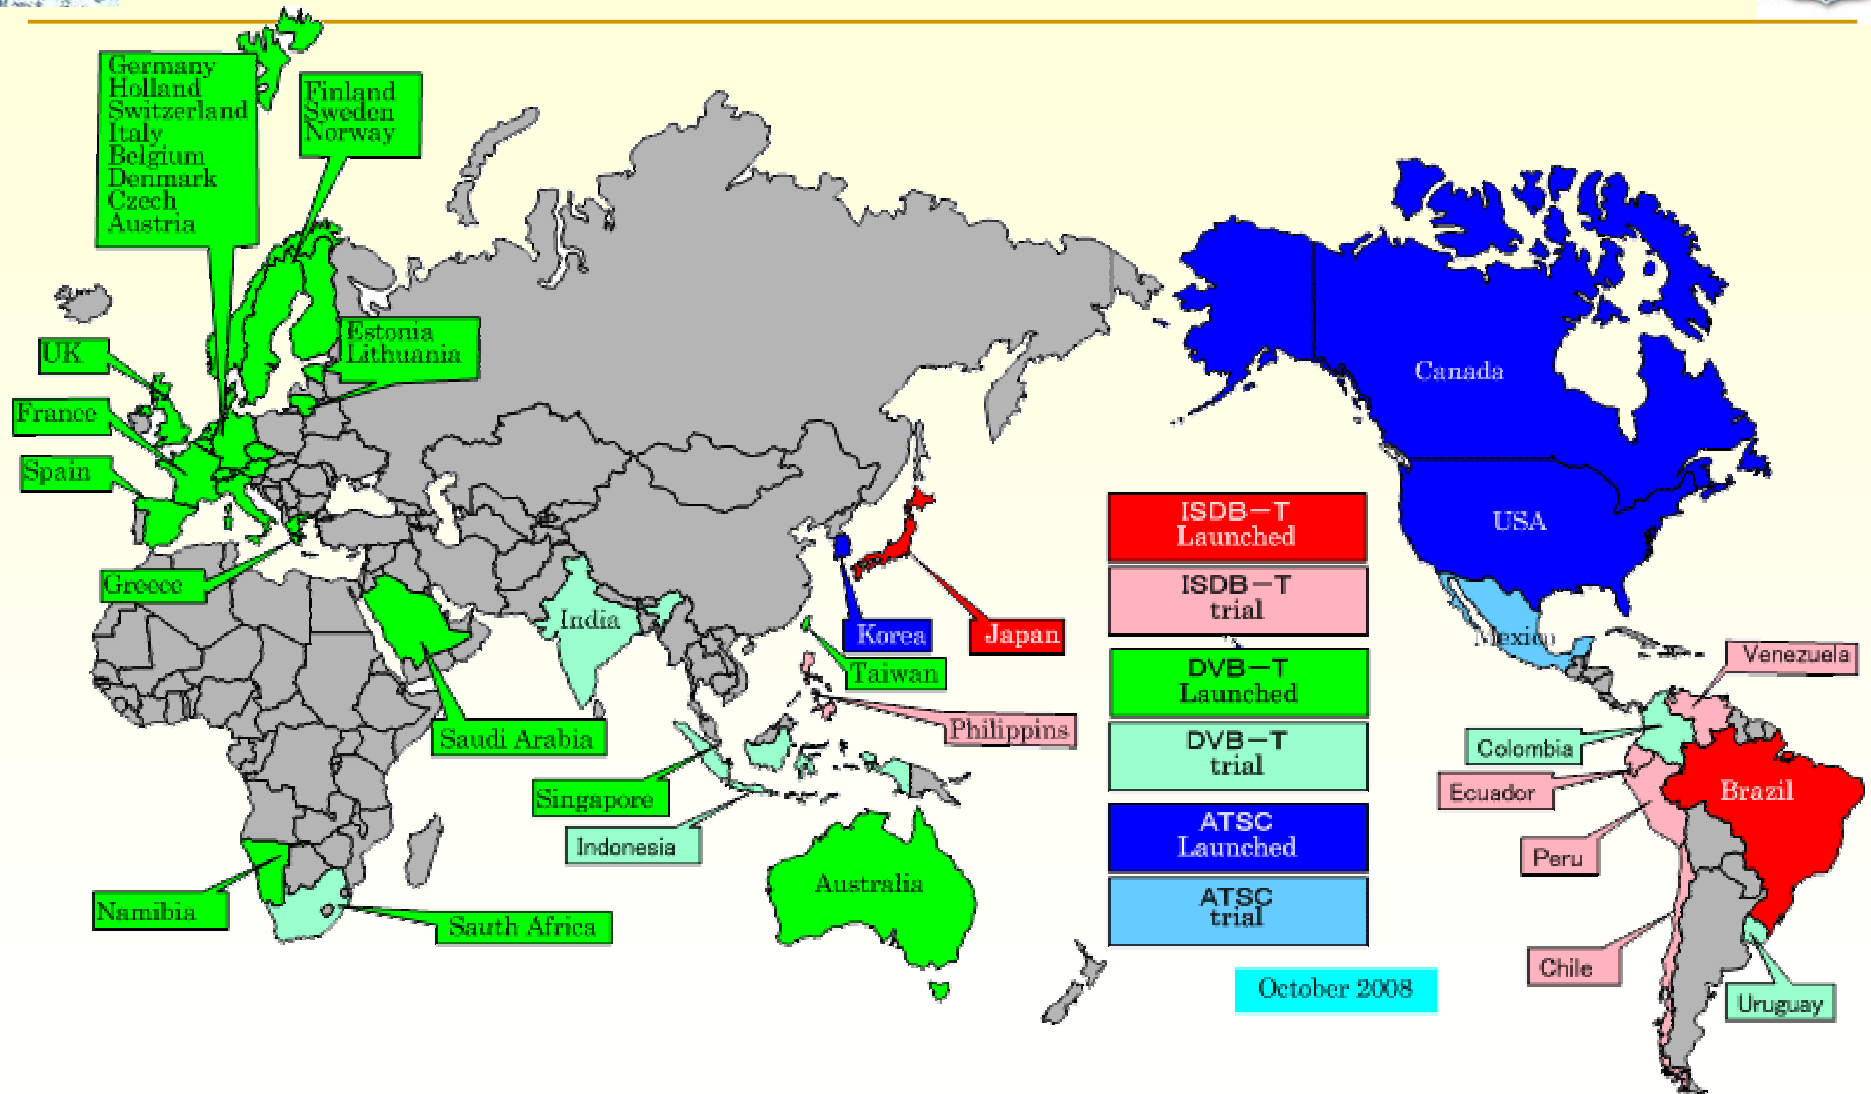 Germany
Holland
Switzerland
Italy
Belgium
Denmark
Czech
Austria
Finland
Sweden
Norway
Estonia
Lithuania
UK
France
Spain
Greece
India
Korea
Japan
Taiwan
Philippins
Saudi Arabia
Singapore
Indonesia
Australia
Namibia
Sauth Africa
Canada
USA
Mexico
ISDB-T
Launched
ISDB-T
trial
DVB-T
Launched
DVB-T
trial
ATSC
Launched
ATSC
trial
October 2008
Venezuela
Colombia
Ecuador
Brazil
Peru
Chile
Uruguay